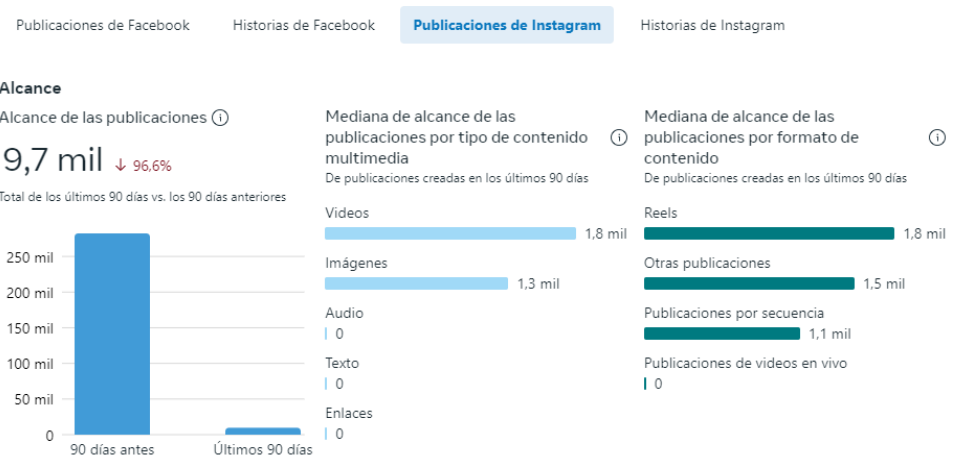 Publicaciones de Facebook
Historias de Facebook
Publicaciones de Instagram
Historias de Instagram
Alcance
Alcance de las publicaciones
9,7 mil ↓ 96,6%
Total de los últimos 90 días vs. los 90 días anteriores
250 mil
200 mil
150 mil
100 mil
50 mil
0
90 días antes
Últimos 90 días
Mediana de alcance de las
publicaciones por tipo de contenido
multimedia
De publicaciones creadas en los últimos 90 días
Videos
1,8 mil
Imágenes
1,3 mil
Audio
0
Texto
0
Enlaces
0
Mediana de alcance de las
publicaciones por formato de
contenido
De publicaciones creadas en los últimos 90 días
Reels
1,8 mil
Otras publicaciones
1,5 mil
Publicaciones por secuencia
1,1 mil
Publicaciones de videos en vivo
0